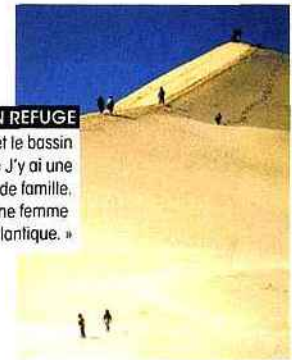 N REFUGE
et le bassin
J'y ai une
de famille.
ne femme
lantique. »